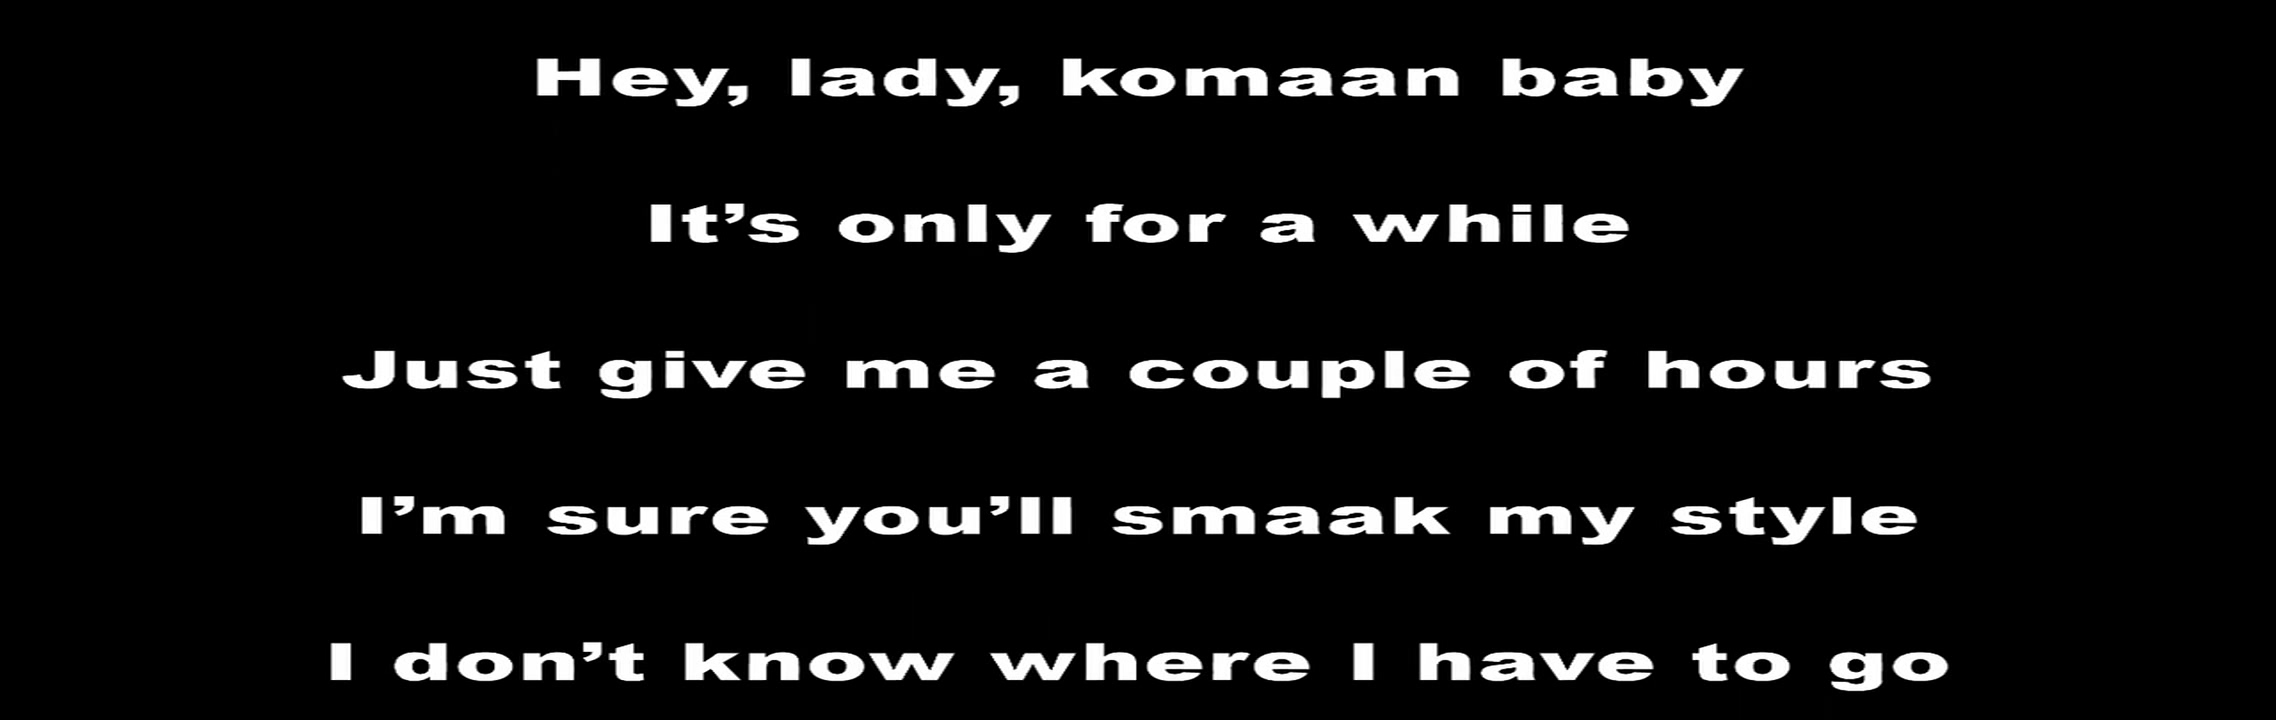 Hey, lady, komaan baby
It’s only for a while
Just give me a couple of hours
I’m sure you’ll smaak my style
I don’t know where I have to go